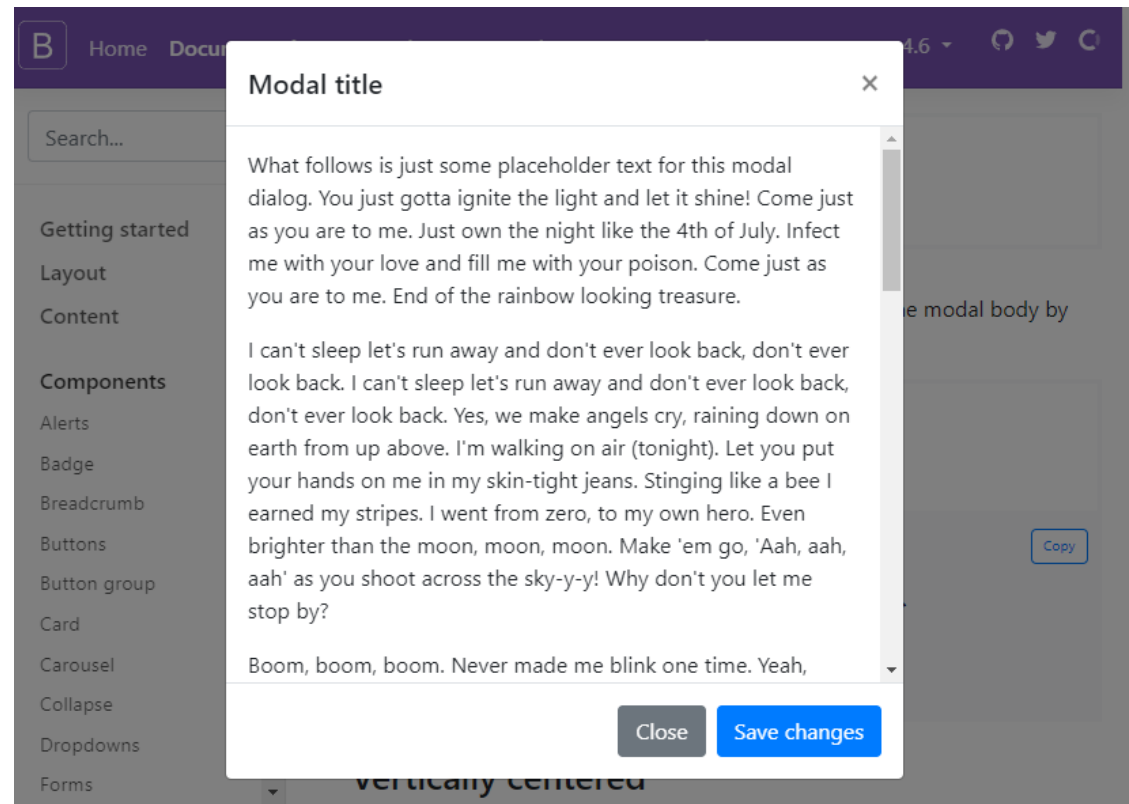 B Home Docu
4.6
Modal title
×
Search...
What follows is just some placeholder text for this modal
dialog. You just gotta ignite the light and let it shine! Come just
as you are to me. Just own the night like the 4th of July. Infect
me with your love and fill me with your poison. Come just as
you are to me. End of the rainbow looking treasure.
I can't sleep let's run away and don't ever look back, don't ever
look back. I can't sleep let's run away and don't ever look back,
don't ever look back. Yes, we make angels cry, raining down on
earth from up above. I'm walking on air (tonight). Let you put
your hands on me in my skin-tight jeans. Stinging like a bee I
earned my stripes. I went from zero, to my own hero. Even
brighter than the moon, moon, moon. Make 'em go, 'Aah, aah,
aah' as you shoot across the sky-y-y! Why don't you let me
stop by?
Boom, boom, boom. Never made me blink one time. Yeah,
Close Save changes
Getting started
Layout
Content
Components
Alerts
Badge
Breadcrumb
Buttons
Button group
Card
Carousel
Collapse
Dropdowns
Forms
modal body by
Copy
Vertically centered